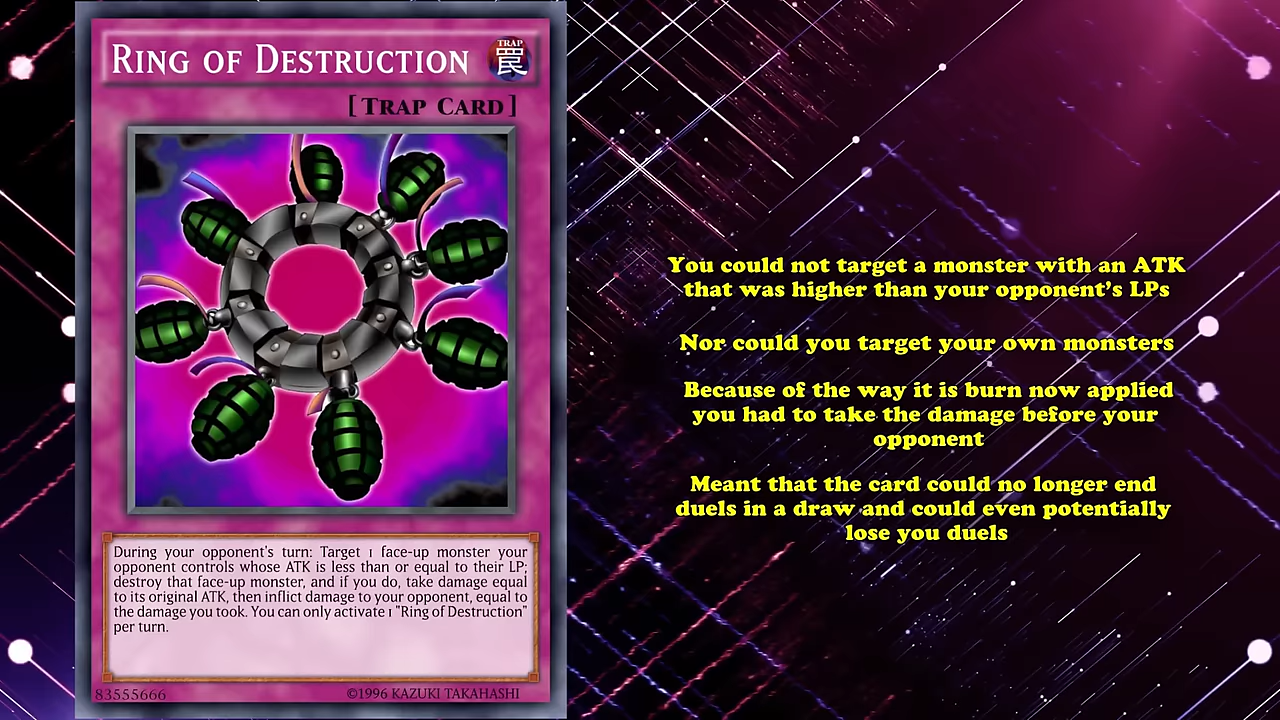 RING OF DESTRUCTION
TRAP
罠
[TRAP CARD]
During your opponent's turn: Target 1 face-up monster your
opponent controls whose ATK is less than or equal to their LP;
destroy that face-up monster, and if you do, take damage equal
to its original ATK, then inflict damage to your opponent, equal to
the damage you took. You can only activate 1 "Ring of Destruction"
per turn.
83555666
©1996 KAZUKI TAKAHASHI
You could not target a monster with an ATK
that was higher than your opponent's LPs
Nor could you target your own monsters
Because of the way it is burn now applied
you had to take the damage before your
opponent
Meant that the card could no longer end
duels in a draw and could even potentially
lose you duels